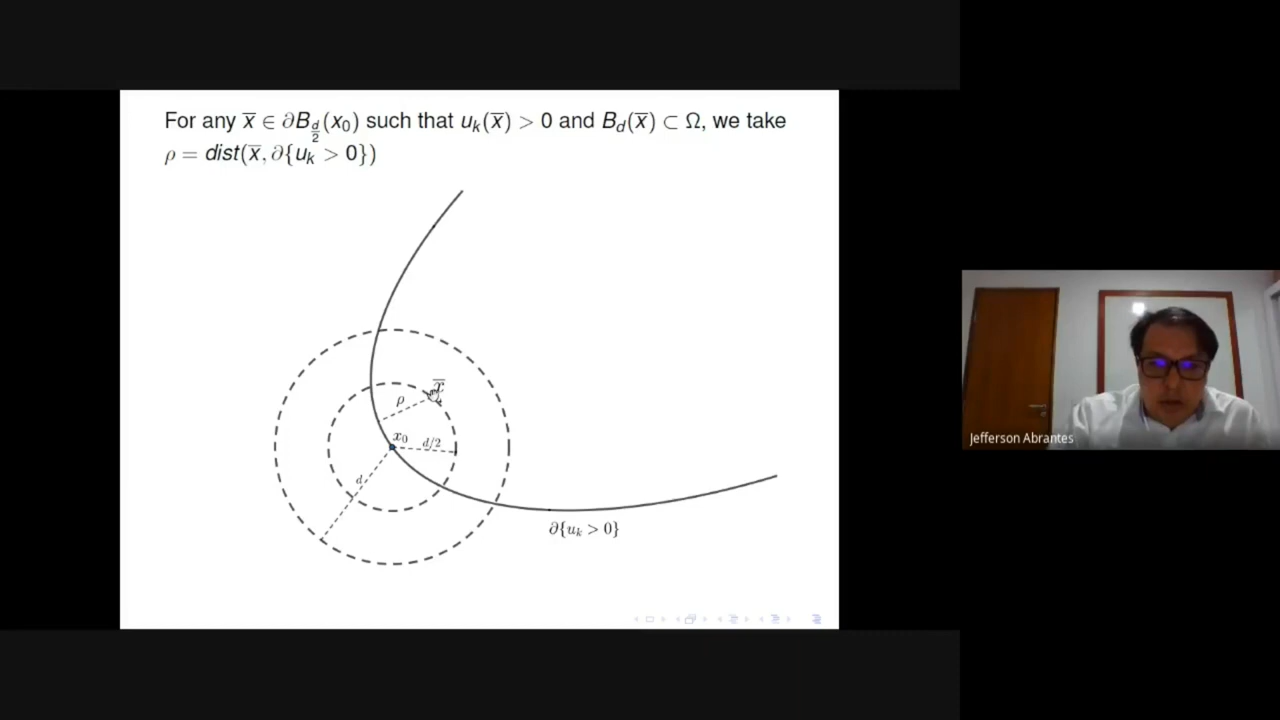 For any x̅ ∈ ∂B_{d/2}(x₀) such that u_k(x̅) > 0 and B_d(x̅) ⊂ Ω, we take
ρ = dist(x̅, ∂{u_k > 0})
x̅
ρ
x₀
d/2
d
∂{u_k > 0}
Jefferson Abrantes